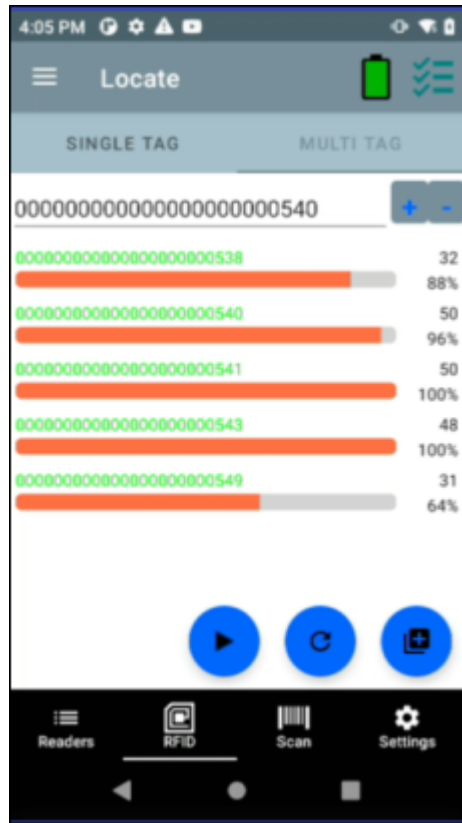 4:05 PM
Locate
SINGLE TAG MULTI TAG
000000000000000000000540 + -
000000000000000000000538 32
88%
000000000000000000000540 50
96%
000000000000000000000541 50
100%
000000000000000000000543 48
100%
000000000000000000000549 31
64%
Readers RFID Scan Settings